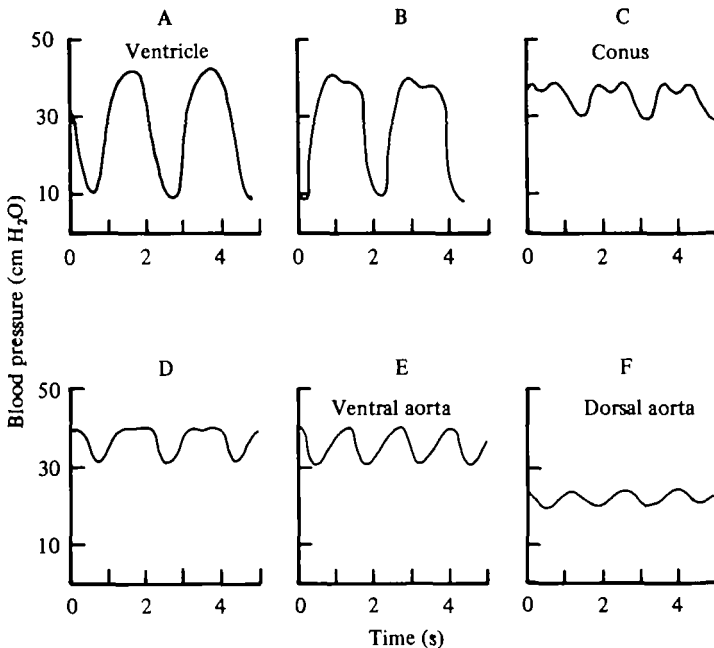 A
B
C
Ventricle
Conus
50
30
10
0 2 4
0 2 4
0 2 4
Blood pressure (cm H₂O)
D
E
F
Ventral aorta
Dorsal aorta
50
30
10
0 2 4
0 2 4
0 2 4
Time (s)